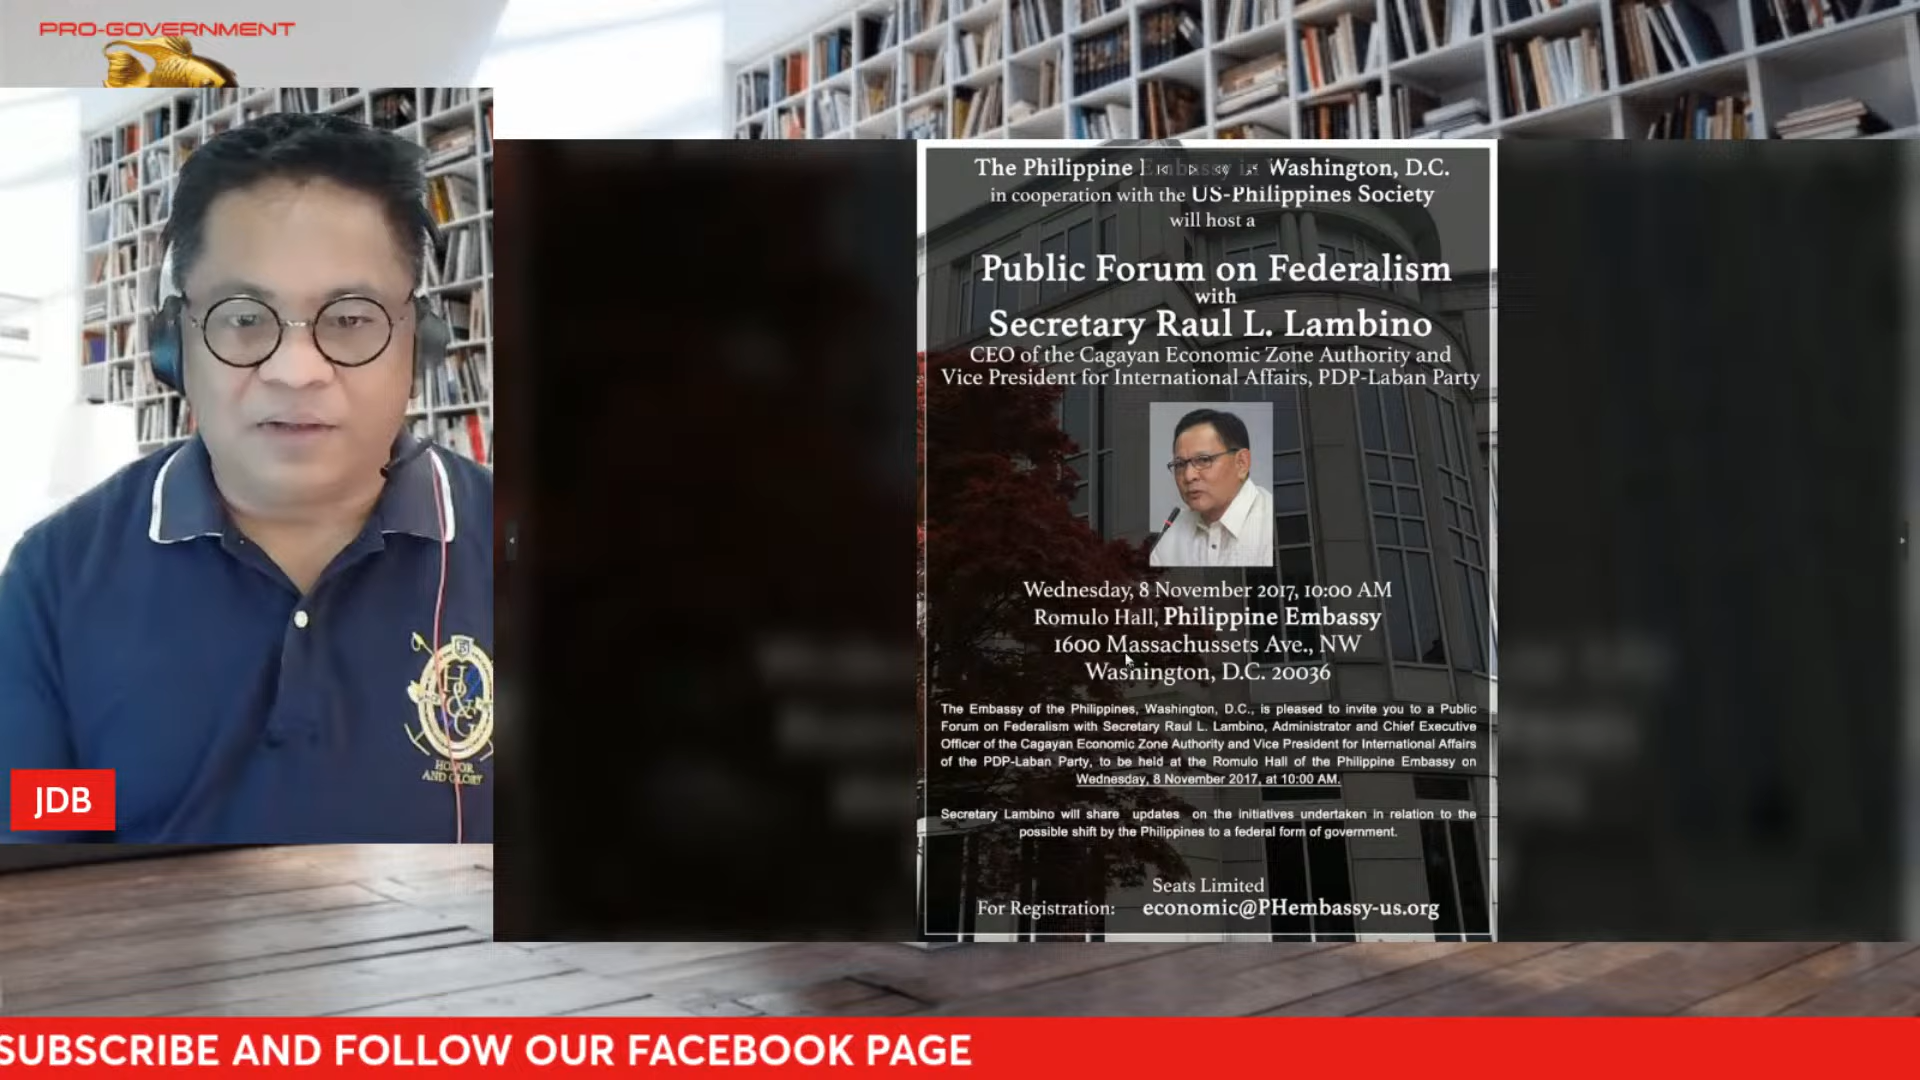 PRO-GOVERNMENT
The Philippine Embassy in Washington, D.C.
in cooperation with the US-Philippines Society
will host a
Public Forum on Federalism
with
Secretary Raul L. Lambino
CEO of the Cagayan Economic Zone Authority and
Vice President for International Affairs, PDP-Laban Party
Wednesday, 8 November 2017, 10:00 AM
Romulo Hall, Philippine Embassy
1600 Massachussets Ave., NW
Washington, D.C. 20036
The Embassy of the Philippines, Washington, D.C., is pleased to invite you to a Public
Forum on Federalism with Secretary Raul L. Lambino, Administrator and Chief Executive
Officer of the Cagayan Economic Zone Authority and Vice President for International Affairs
of the PDP-Laban Party, to be held at the Romulo Hall of the Philippine Embassy on
Wednesday, 8 November 2017, at 10:00 AM.
Secretary Lambino will share updates on the initiatives undertaken in relation to the
possible shift by the Philippines to a federal form of government.
Seats Limited
For Registration: economic@PHembassy-us.org
H&G
HONOR
AND GLORY
JDB
SUBSCRIBE AND FOLLOW OUR FACEBOOK PAGE